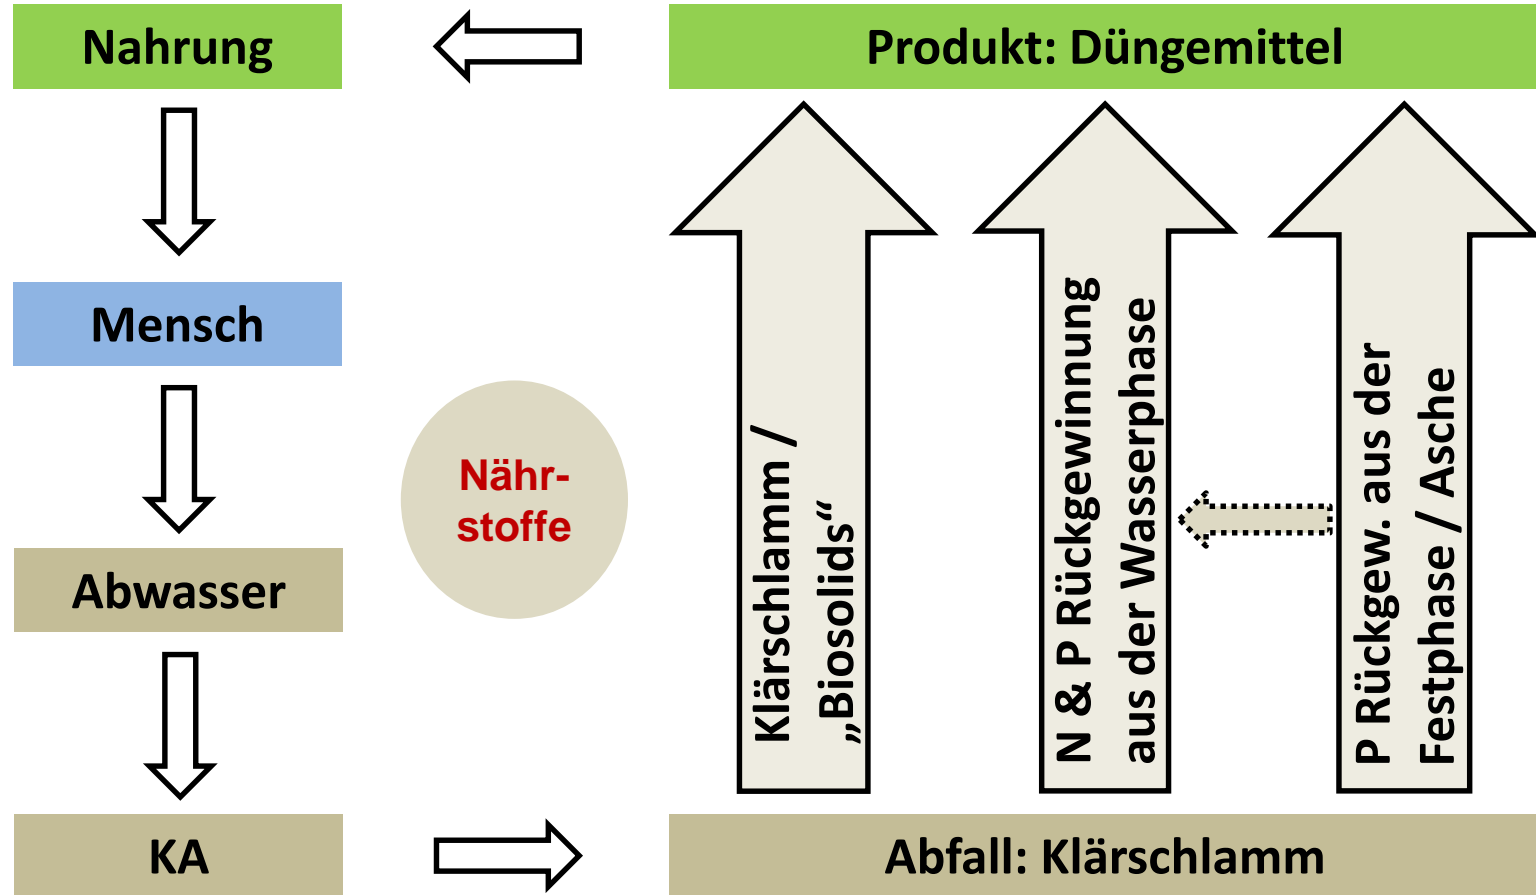 Nahrung
Produkt: Düngemittel
Mensch
Nähr-
stoffe
Abwasser
KA
Klärschlamm /
„Biosolids“
N & P Rückgewinnung
aus der Wasserphase
P Rückgew. aus der
Festphase / Asche
Abfall: Klärschlamm